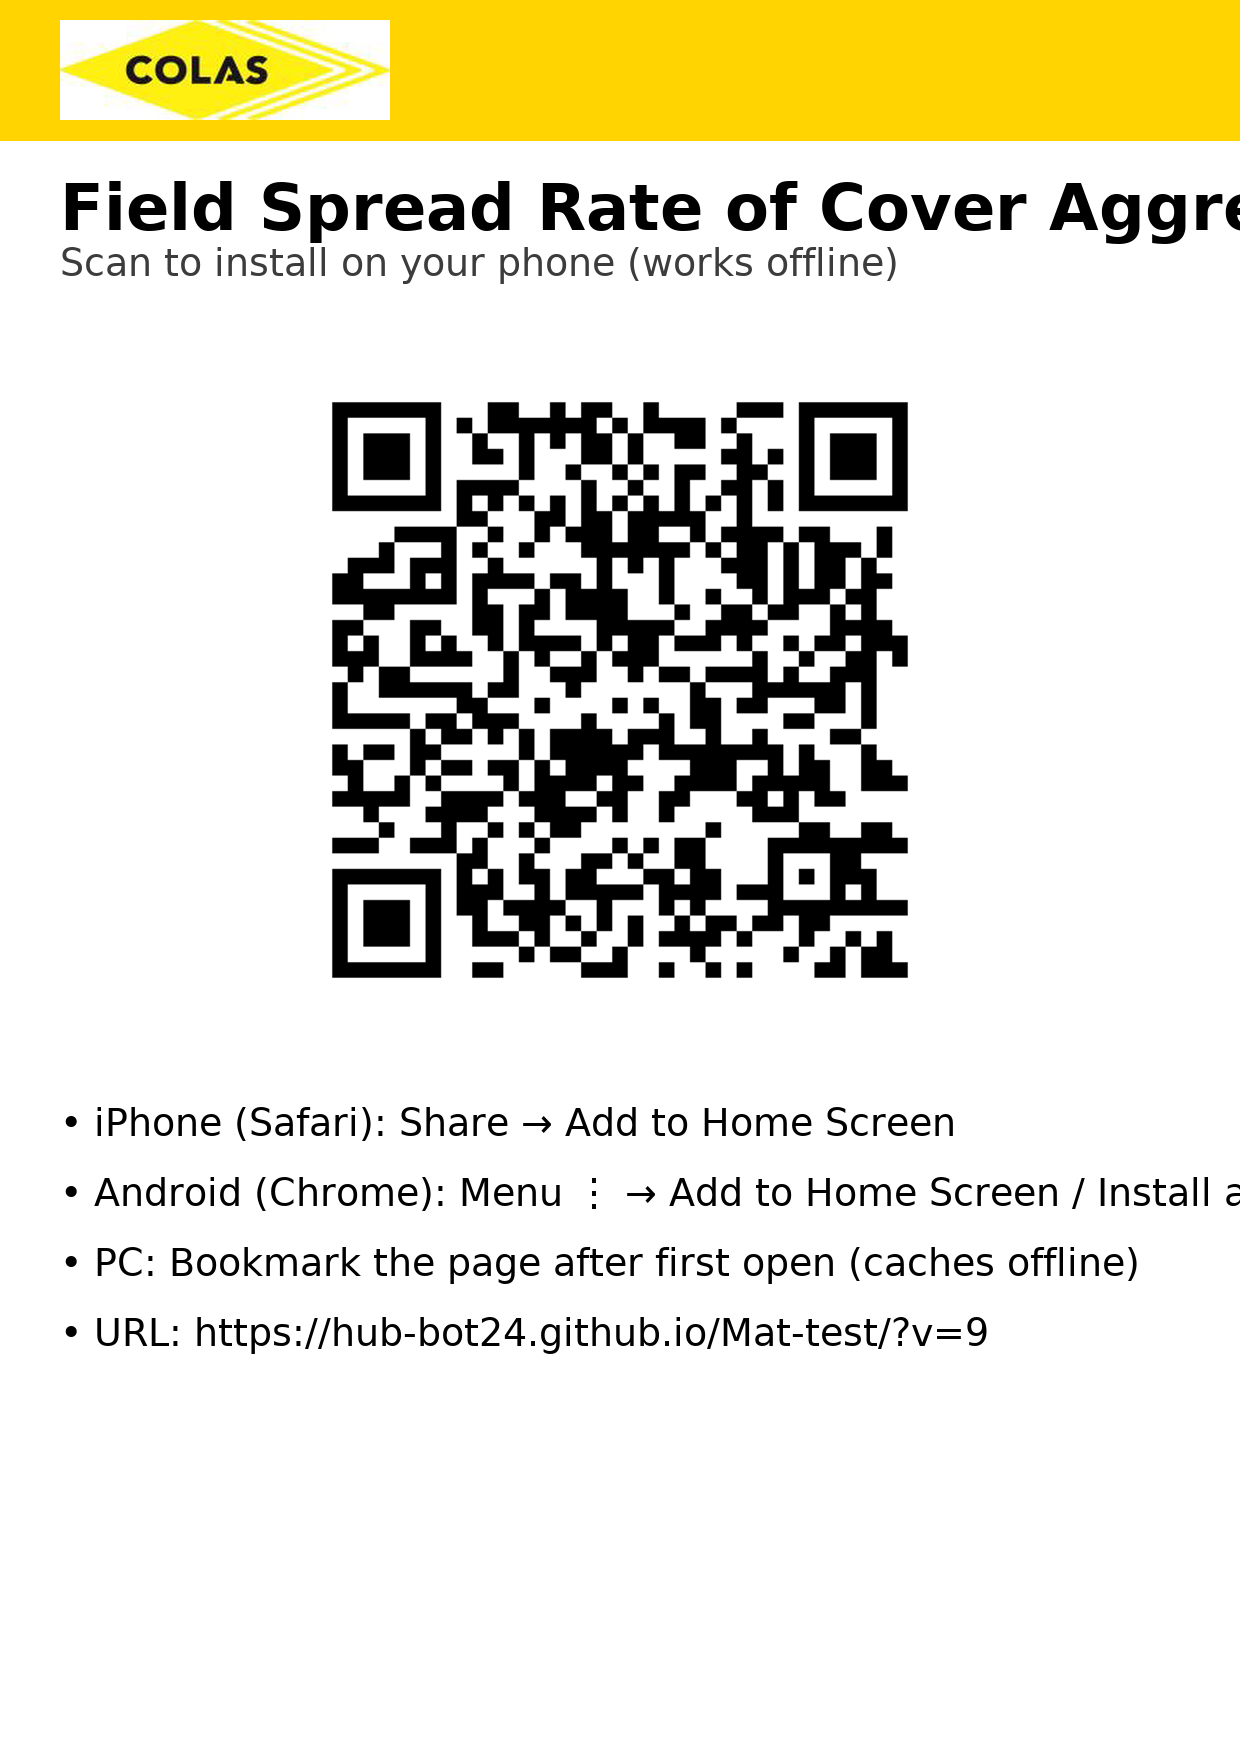 COLAS
Field Spread Rate of Cover Aggre
Scan to install on your phone (works offline)
• iPhone (Safari): Share → Add to Home Screen
• Android (Chrome): Menu ⋮ → Add to Home Screen / Install a
• PC: Bookmark the page after first open (caches offline)
• URL: https://hub-bot24.github.io/Mat-test/?v=9